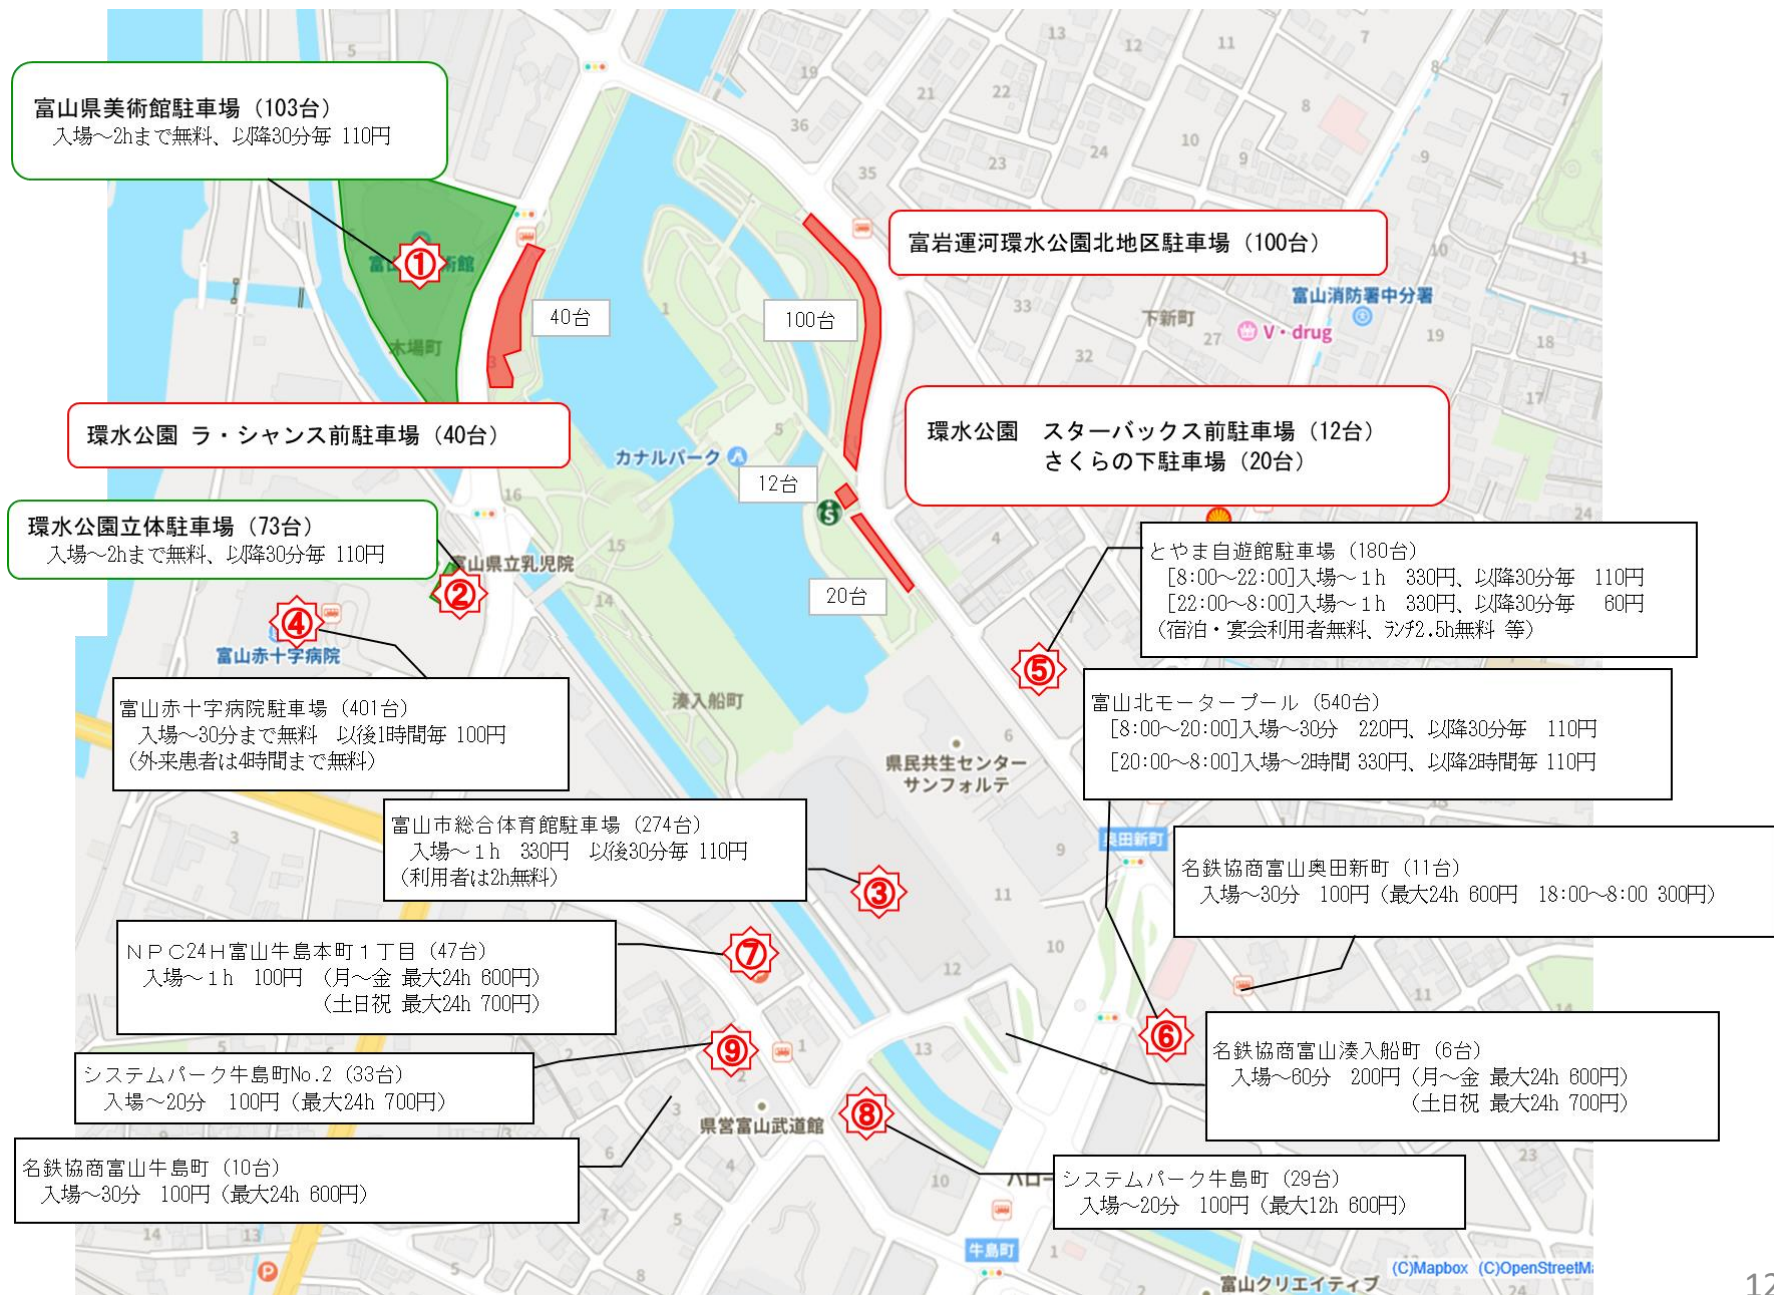 富山県美術館駐車場（103台）
入場～2hまで無料、以降30分毎 110円
①
木場町
40台
100台
富岩運河環水公園北地区駐車場（100台）
富山消防署中分署
下新町
V・drug
環水公園 ラ・シャンス前駐車場（40台）
カナルパーク
12台
20台
環水公園　スターバックス前駐車場（12台）
さくらの下駐車場（20台）
環水公園立体駐車場（73台）
入場～2hまで無料、以降30分毎 110円
富山県立乳児院
②
④
富山赤十字病院
とやま自遊館駐車場（180台）
[8:00～22:00]入場～１h　330円、以降30分毎　110円
[22:00～8:00]入場～１h　330円、以降30分毎　60円
（宿泊・宴会利用者無料、ﾗﾝﾁ2.5h無料 等）
⑤
富山赤十字病院駐車場（401台）
入場～30分まで無料　以後1時間毎 100円
（外来患者は4時間まで無料）
湊入船町
県民共生センター
サンフォルテ
富山北モータープール（540台）
[8:00～20:00]入場～30分　220円、以降30分毎　110円
[20:00～8:00]入場～2時間 330円、以降2時間毎 110円
富山市総合体育館駐車場（274台）
入場～１h　330円　以後30分毎 110円
（利用者は2h無料）
③
奥田新町
名鉄協商富山奥田新町（11台）
入場～30分　100円（最大24h 600円　18:00～8:00 300円）
ＮＰＣ24Ｈ富山牛島本町１丁目（47台）
入場～１h　100円　（月～金 最大24h 600円）
（土日祝 最大24h 700円）
⑦
⑥
⑨
システムパーク牛島町No.2（33台）
入場～20分　100円（最大24h 700円）
名鉄協商富山湊入船町（6台）
入場～60分　200円（月～金 最大24h 600円）
（土日祝 最大24h 700円）
県営富山武道館
⑧
名鉄協商富山牛島町（10台）
入場～30分　100円（最大24h 600円）
ハロー
システムパーク牛島町（29台）
入場～20分　100円（最大12h 600円）
牛島町
(C)Mapbox (C)OpenStreetMa
富山クリエイティブ
12